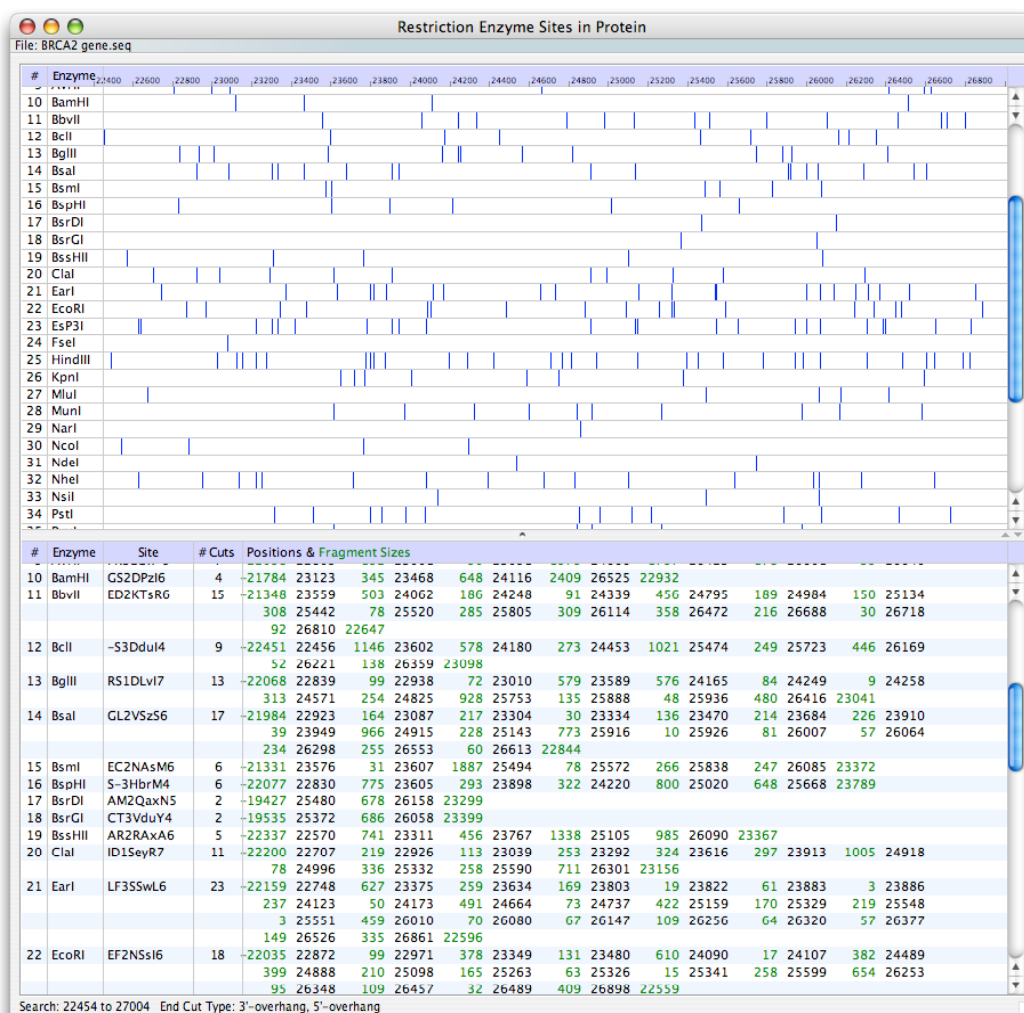 Restriction Enzyme Sites in Protein
File: BRCA2 gene.seq
# Enzyme 22400 22600 22800 23000 23200 23400 23600 23800 24000 24200 24400 24600 24800 25000 25200 25400 25600 25800 26000 26200 26400 26600 26800
10 BamHI
11 BbvII
12 BclI
13 BglII
14 BsaI
15 BsmI
16 BspHI
17 BsrDI
18 BsrGI
19 BssHII
20 ClaI
21 EarI
22 EcoRI
23 EsP3I
24 FseI
25 HindIII
26 KpnI
27 MluI
28 MunI
29 NarI
30 NcoI
31 NdeI
32 NheI
33 NsiI
34 PstI
# Enzyme Site # Cuts Positions & Fragment Sizes
10 BamHI GS2DPzI6 4 -21784 23123 345 23468 648 24116 2409 26525 22932
11 BbvII ED2KTsR6 15 -21348 23559 503 24062 186 24248 91 24339 456 24795 189 24984 150 25134
308 25442 78 25520 285 25805 309 26114 358 26472 216 26688 30 26718
92 26810 22647
12 BclI -S3DduI4 9 -22451 22456 1146 23602 578 24180 273 24453 1021 25474 249 25723 446 26169
52 26221 138 26359 23098
13 BglII RS1DLvI7 13 -22068 22839 99 22938 72 23010 579 23589 576 24165 84 24249 9 24258
313 24571 254 24825 928 25753 135 25888 48 25936 480 26416 23041
14 BsaI GL2VSzS6 17 -21984 22923 164 23087 217 23304 30 23334 136 23470 214 23684 226 23910
39 23949 966 24915 228 25143 773 25916 10 25926 81 26007 57 26064
234 26298 255 26553 60 26613 22844
15 BsmI EC2NAsM6 6 -21331 23576 31 23607 1887 25494 78 25572 266 25838 247 26085 23372
16 BspHI S-3HbrM4 6 -22077 22830 775 23605 293 23898 322 24220 800 25020 648 25668 23789
17 BsrDI AM2QaxN5 2 -19427 25480 678 26158 23299
18 BsrGI CT3VduY4 2 -19535 25372 686 26058 23399
19 BssHII AR2RAxA6 5 -22337 22570 741 23311 456 23767 1338 25105 985 26090 23367
20 ClaI ID1SeyR7 11 -22200 22707 219 22926 113 23039 253 23292 324 23616 297 23913 1005 24918
78 24996 336 25332 258 25590 711 26301 23156
21 EarI LF3SSwL6 23 -22159 22748 627 23375 259 23634 169 23803 19 23822 61 23883 3 23886
237 24123 50 24173 491 24664 73 24737 422 25159 170 25329 219 25548
3 25551 459 26010 70 26080 67 26147 109 26256 64 26320 57 26377
149 26526 335 26861 22596
22 EcoRI EF2NSsI6 18 -22035 22872 99 22971 378 23349 131 23480 610 24090 17 24107 382 24489
399 24888 210 25098 165 25263 63 25326 15 25341 258 25599 654 26253
95 26348 109 26457 32 26489 409 26898 22559
Search: 22454 to 27004 End Cut Type: 3'-overhang, 5'-overhang